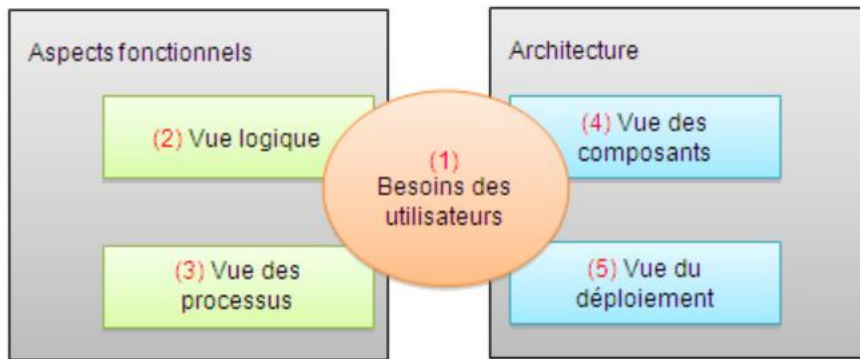 Aspects fonctionnels
(2) Vue logique
(3) Vue des
processus
(1)
Besoins des
utilisateurs
Architecture
(4) Vue des
composants
(5) Vue du
déploiement